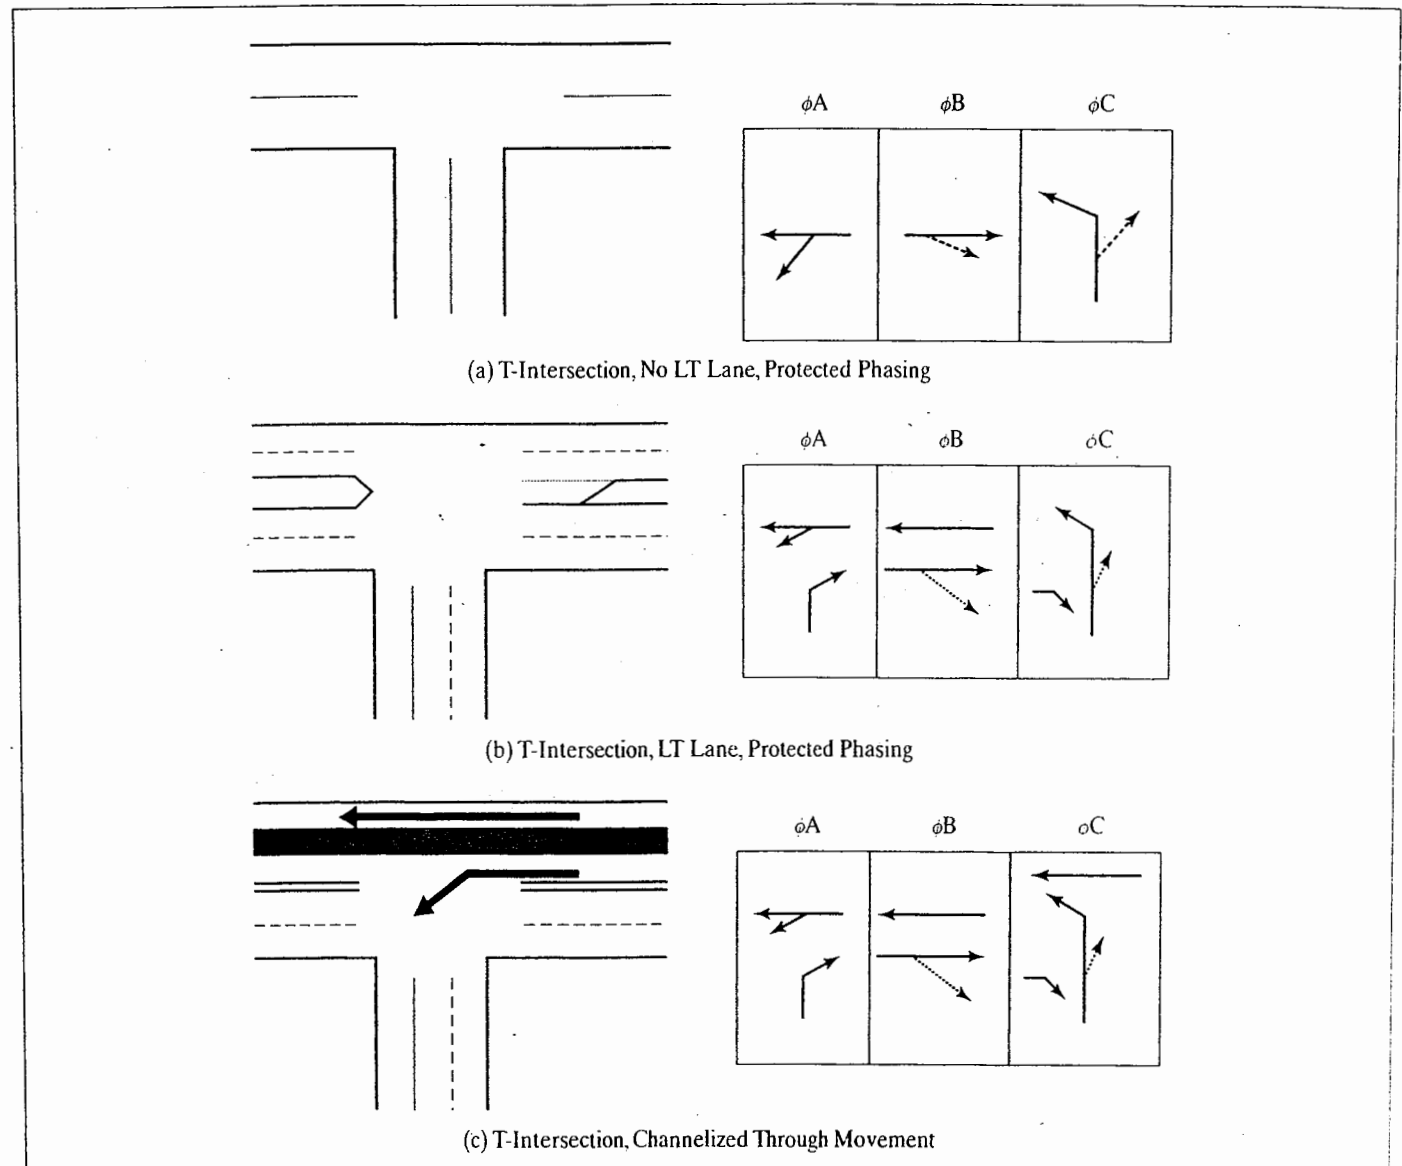 ϕA ϕB ϕC
(a) T-Intersection, No LT Lane, Protected Phasing
ϕA ϕB ϕC
(b) T-Intersection, LT Lane, Protected Phasing
ϕA ϕB ϕC
(c) T-Intersection, Channelized Through Movement